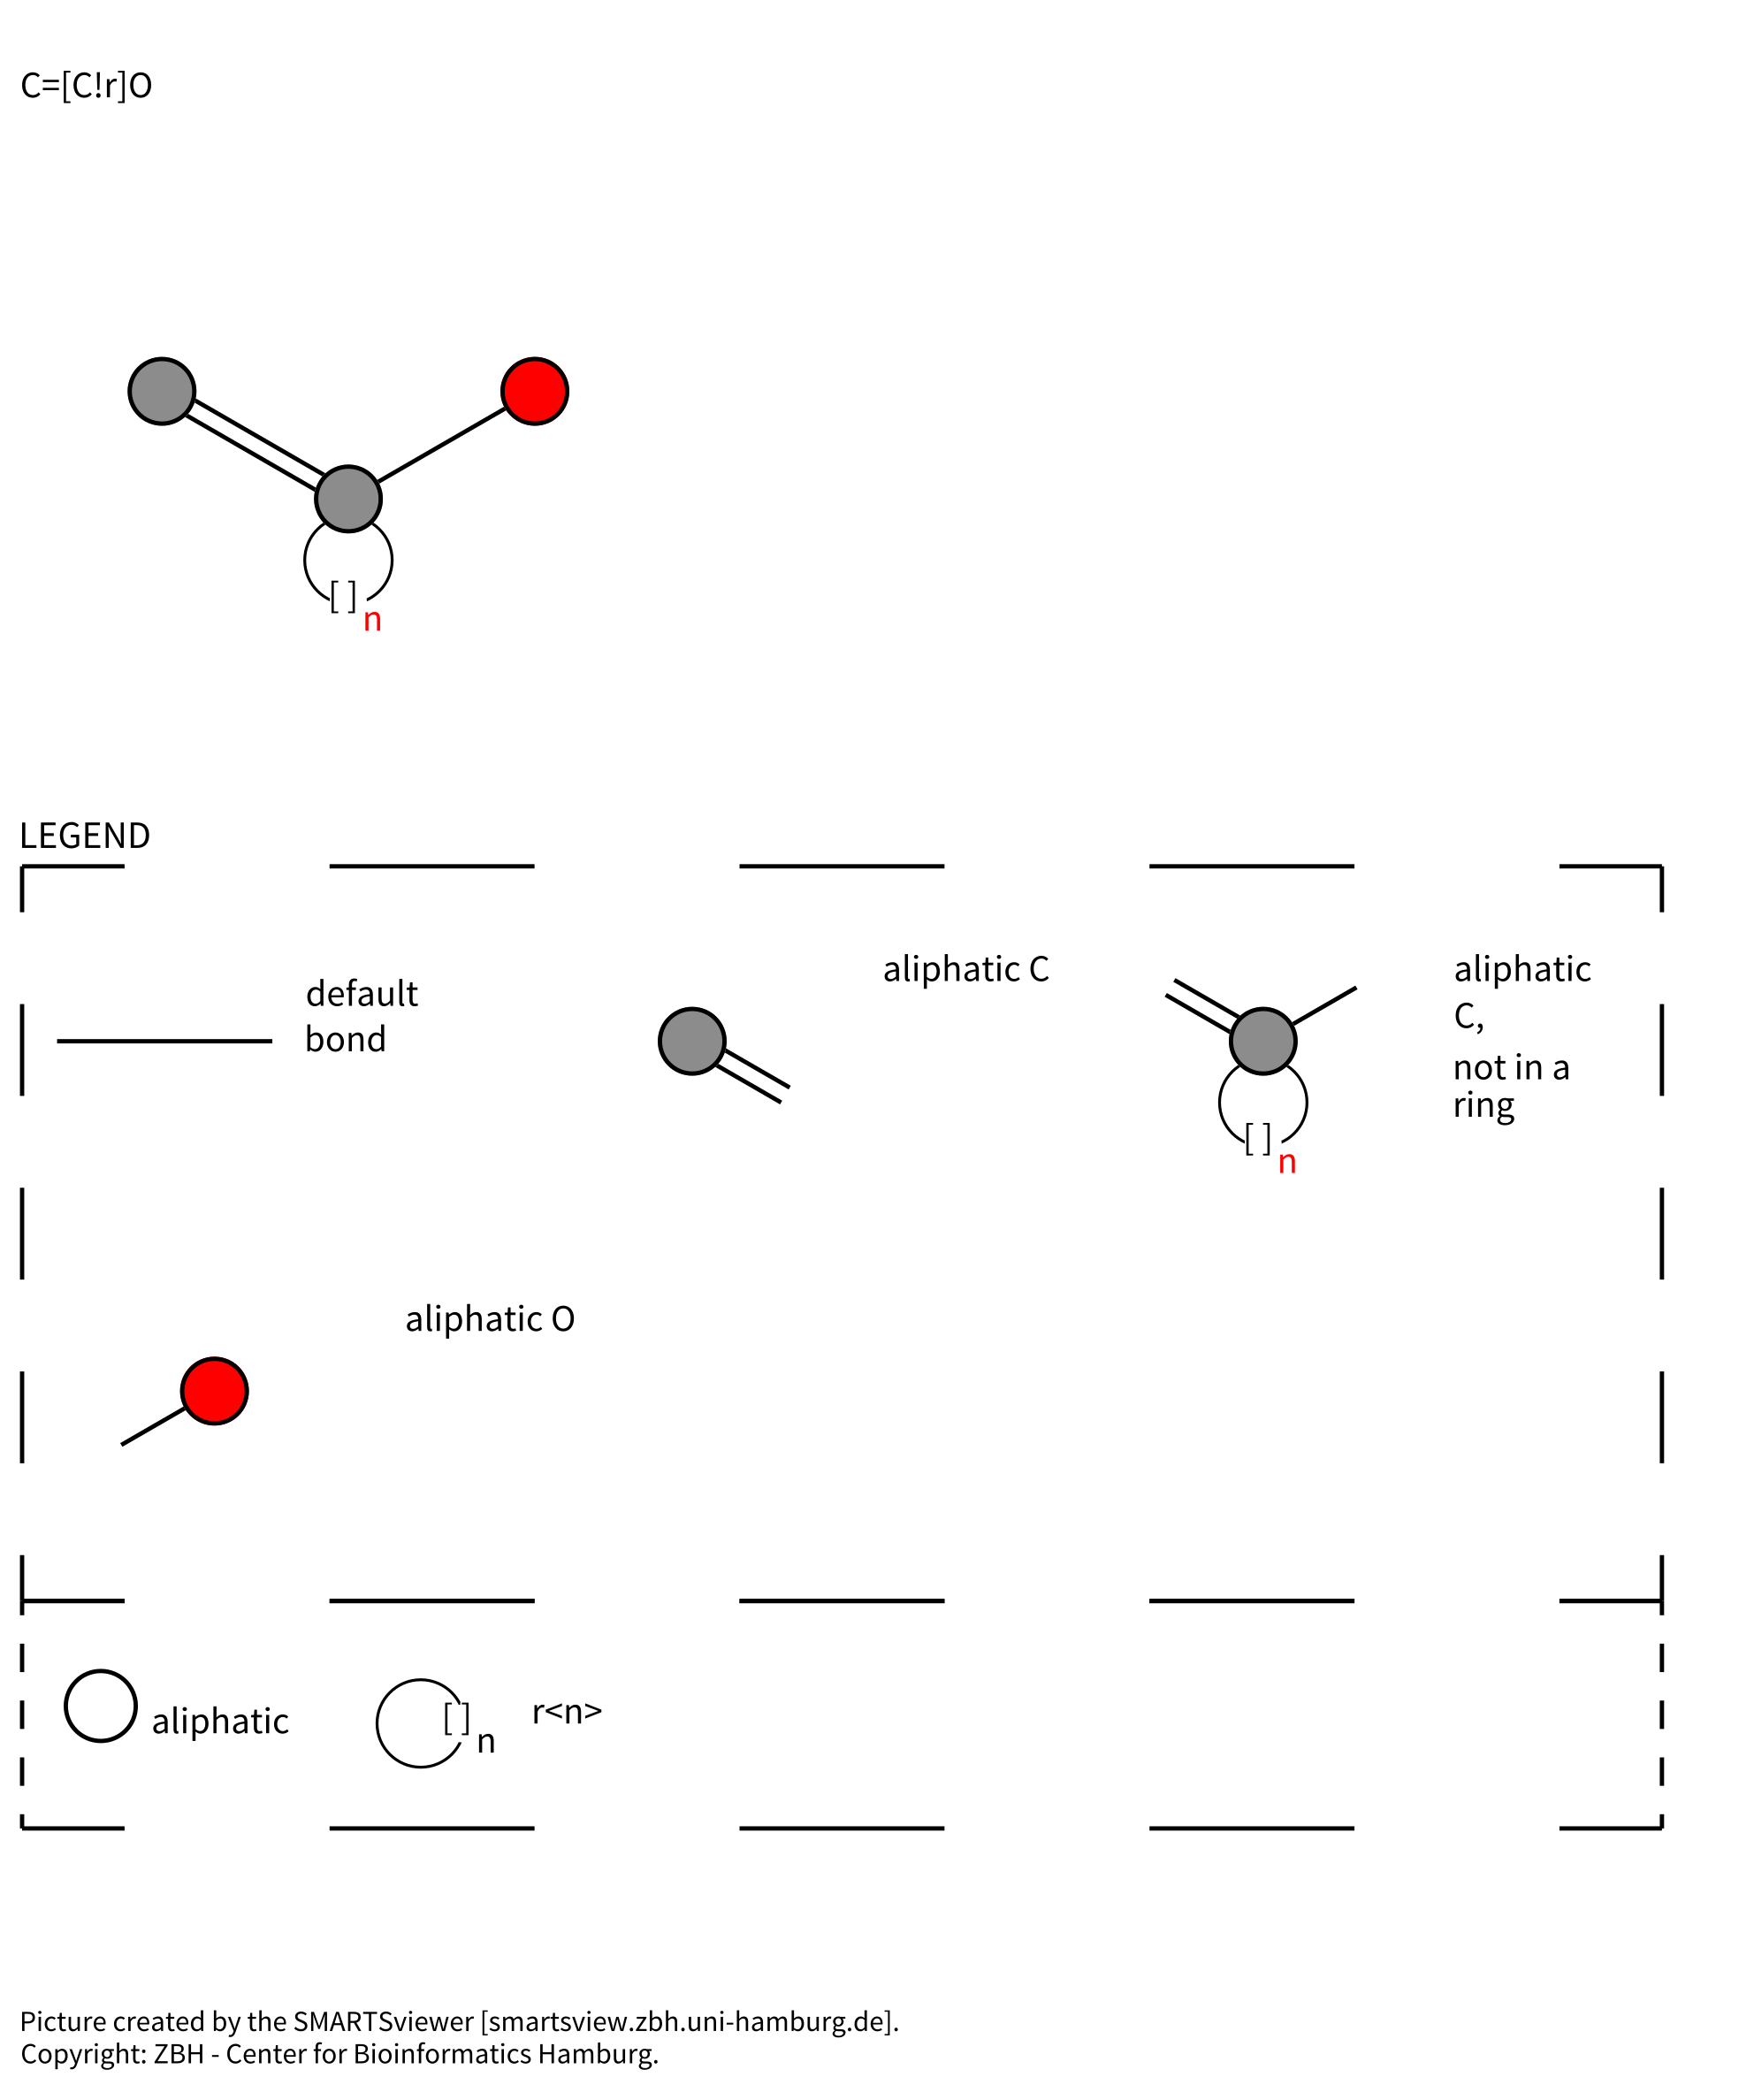 C=[C!r]O
[ ]n
LEGEND
default
bond
aliphatic C
[ ]n
aliphatic
C,
not in a
ring
aliphatic O
aliphatic
[ ]n
r<n>
Picture created by the SMARTSviewer [smartsview.zbh.uni-hamburg.de].
Copyright: ZBH - Center for Bioinformatics Hamburg.